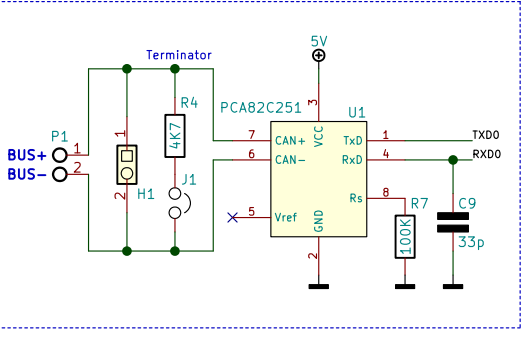 5V
Terminator
R4
4K7
PCA82C251
U1
3
VCC
P1
BUS+
1
BUS-
2
1
2
H1
J1
7
CAN+
TxD
1
TXD0
6
CAN-
RxD
4
RXD0
Rs
8
5
Vref
GND
2
R7
100K
C9
33p